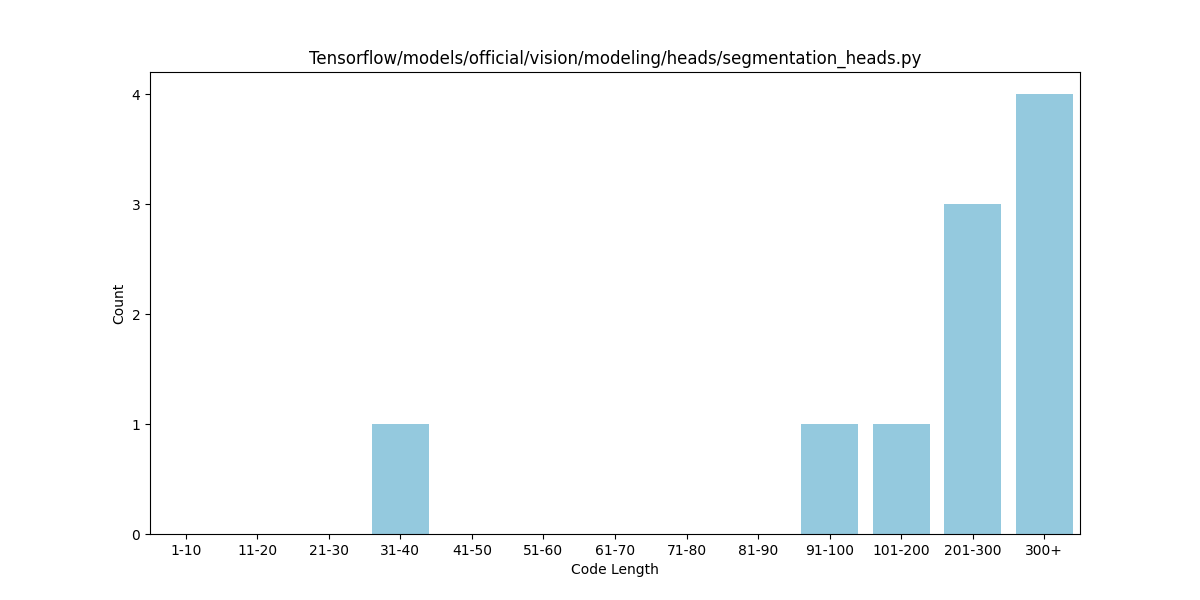 Tensorflow/models/official/vision/modeling/heads/segmentation_heads.py
4
3
2
1
0
Count
1-10 11-20 21-30 31-40 41-50 51-60 61-70 71-80 81-90 91-100 101-200 201-300 300+
Code Length